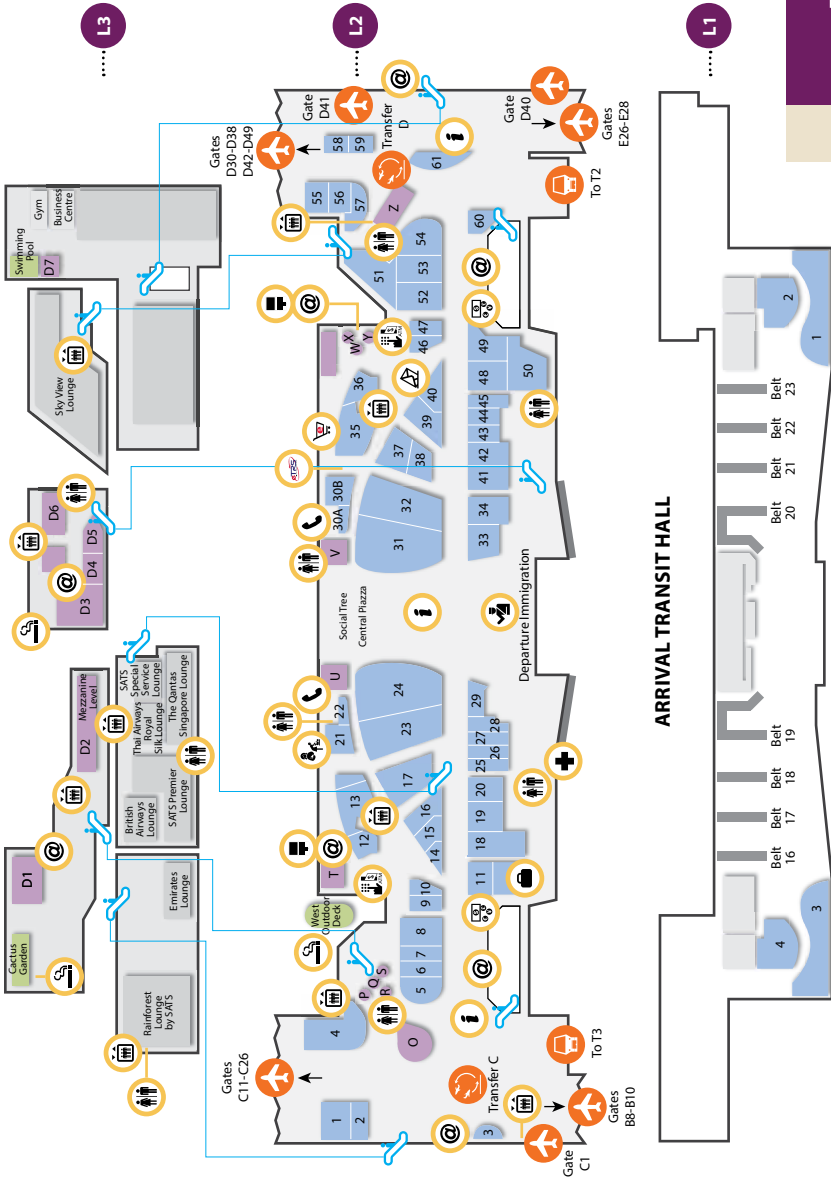 L3
Cactus
Garden
D1
D2
Mezzanine
Level
D3
D4
D5
D6
Sky View
Lounge
Swimming
Pool
D7
Gym
Business
Centre
Rainforest
Lounge
by SATS
Emirates
Lounge
British
Airways
Lounge
SATS Premier
Lounge
Thai Airways
Royal
Silk Lounge
SATS
Special
Service
Lounge
The Qantas
Singapore Lounge
L2
Gates
C11-C26
1
2
3
4
Transfer C
Gate
C1
Gates
B8-B10
To T3
O
P
Q
R
S
5
6
7
8
9
10
West
Outdoor
Deck
T
11
12
13
14
15
16
17
18
19
20
21
22
23
24
25
26
27
28
29
U
Social Tree
Central Piazza
Departure Immigration
V
30A
30B
31
32
33
34
35
36
37
38
39
40
41
42
43
44
45
46
47
48
49
50
W
X
Y
ATM
51
52
53
54
55
56
57
58
59
60
61
Z
Gates
D30-D38
D42-D49
Gate
D41
Transfer
D
Gate
D40
Gates
E26-E28
To T2
L1
ARRIVAL TRANSIT HALL
3
4
Belt
16
Belt
17
Belt
18
Belt
19
Belt
20
Belt
21
Belt
22
Belt
23
2
1